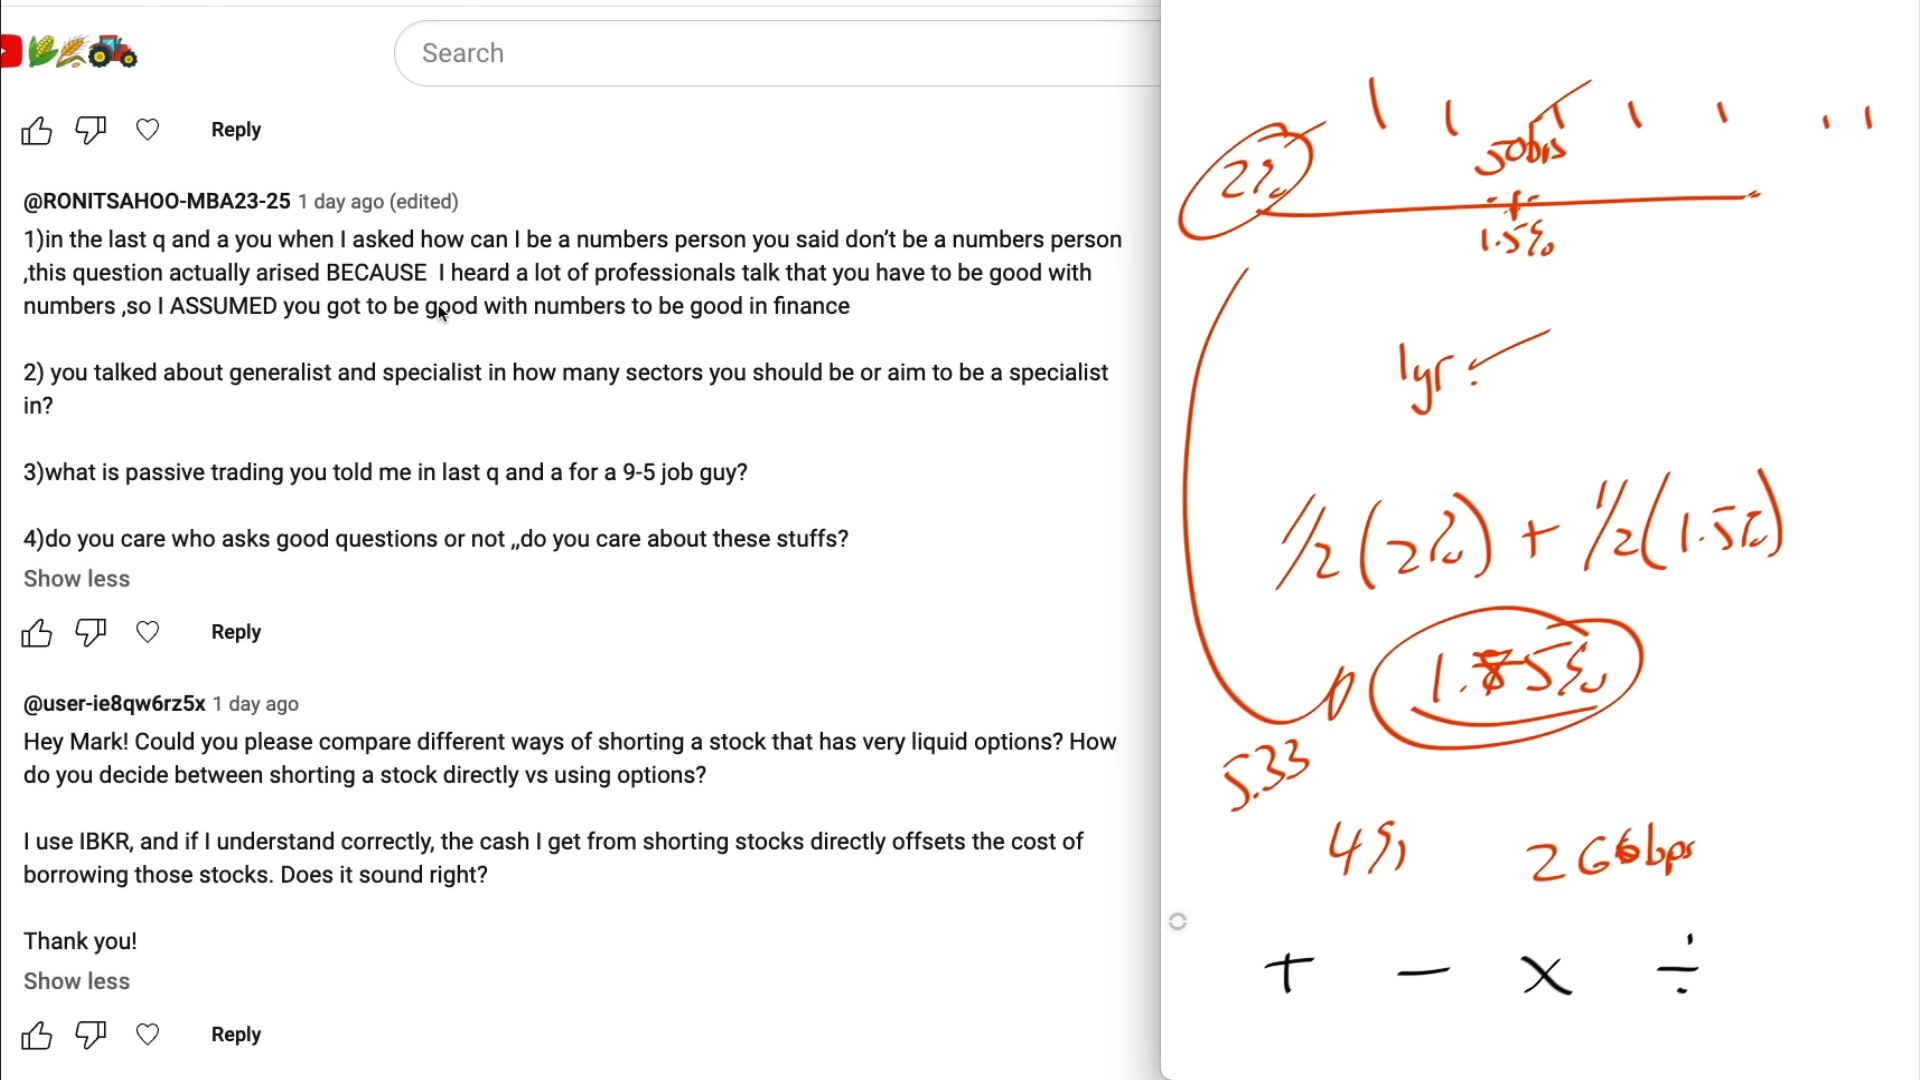 Search
Reply
@RONITSAHOO-MBA23-25 1 day ago (edited)
1)in the last q and a you when I asked how can I be a numbers person you said don’t be a numbers person
,this question actually arised BECAUSE I heard a lot of professionals talk that you have to be good with
numbers ,so I ASSUMED you got to be good with numbers to be good in finance
2) you talked about generalist and specialist in how many sectors you should be or aim to be a specialist
in?
3)what is passive trading you told me in last q and a for a 9-5 job guy?
4)do you care who asks good questions or not ,,do you care about these stuffs?
Show less
Reply
@user-ie8qw6rz5x 1 day ago
Hey Mark! Could you please compare different ways of shorting a stock that has very liquid options? How
do you decide between shorting a stock directly vs using options?
I use IBKR, and if I understand correctly, the cash I get from shorting stocks directly offsets the cost of
borrowing those stocks. Does it sound right?
Thank you!
Show less
Reply
2%
1.5%
1yr
1/2 (2%) + 1/2 (1.5%)
5.33
+ - x ÷